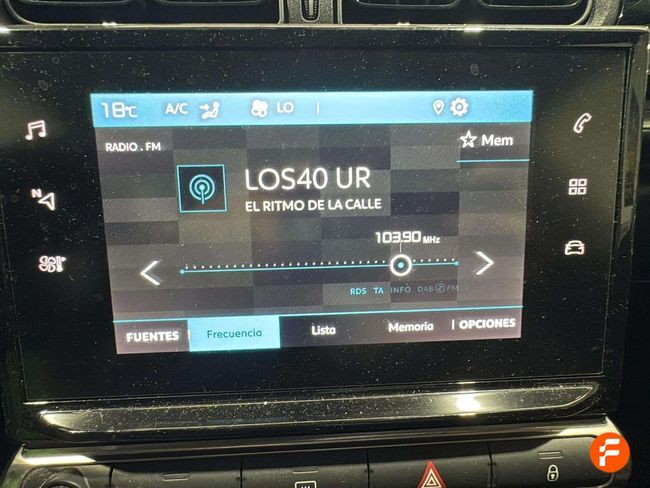 18°C A/C LO
RADIO . FM
Mem
LOS40 UR
EL RITMO DE LA CALLE
103.90 MHz
RDS TA INFO DAB FM
FUENTES Frecuencia Lista Memoria OPCIONES
N